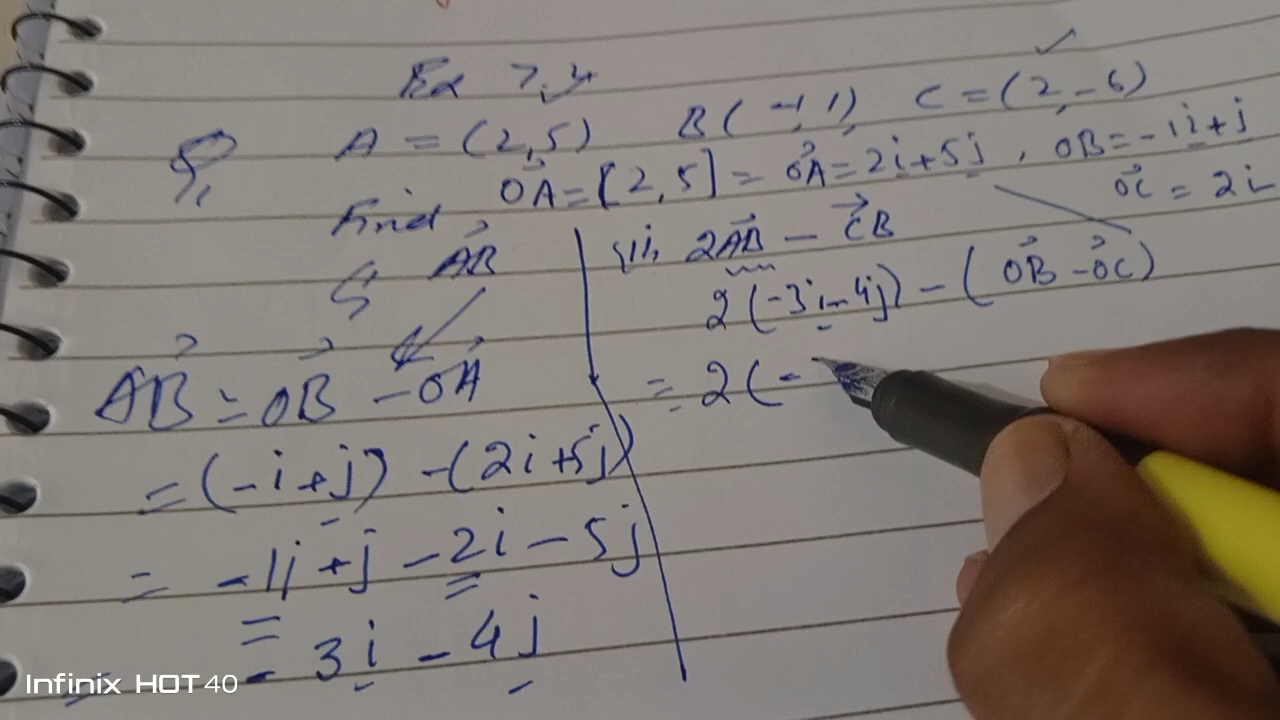 Ex 7.4
A = (2,5) B(-1,1) C = (2,-6)
OA = [2,5] = OA = 2i+5j, OB = -1i+j
OC = 2i
Find
AB
AB = OB - OA
= (-i+j) -(2i+5j)
= -1i+j-2i-5j
= -3i-4j
(ii, 2AB - CB
2(-3i-4j) - (OB-OC)
= 2(-
Infinix HOT 40